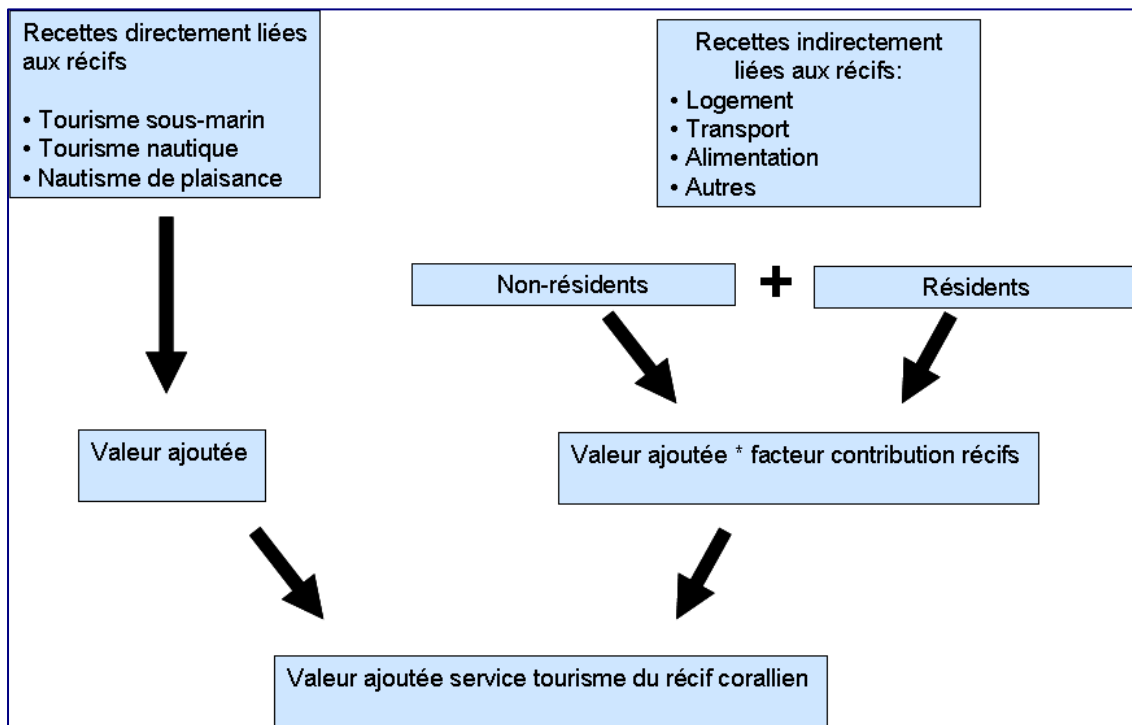 Recettes directement liées
aux récifs
• Tourisme sous-marin
• Tourisme nautique
• Nautisme de plaisance
Recettes indirectement
liées aux récifs:
• Logement
• Transport
• Alimentation
• Autres
Non-résidents
+
Résidents
Valeur ajoutée
Valeur ajoutée * facteur contribution récifs
Valeur ajoutée service tourisme du récif corallien